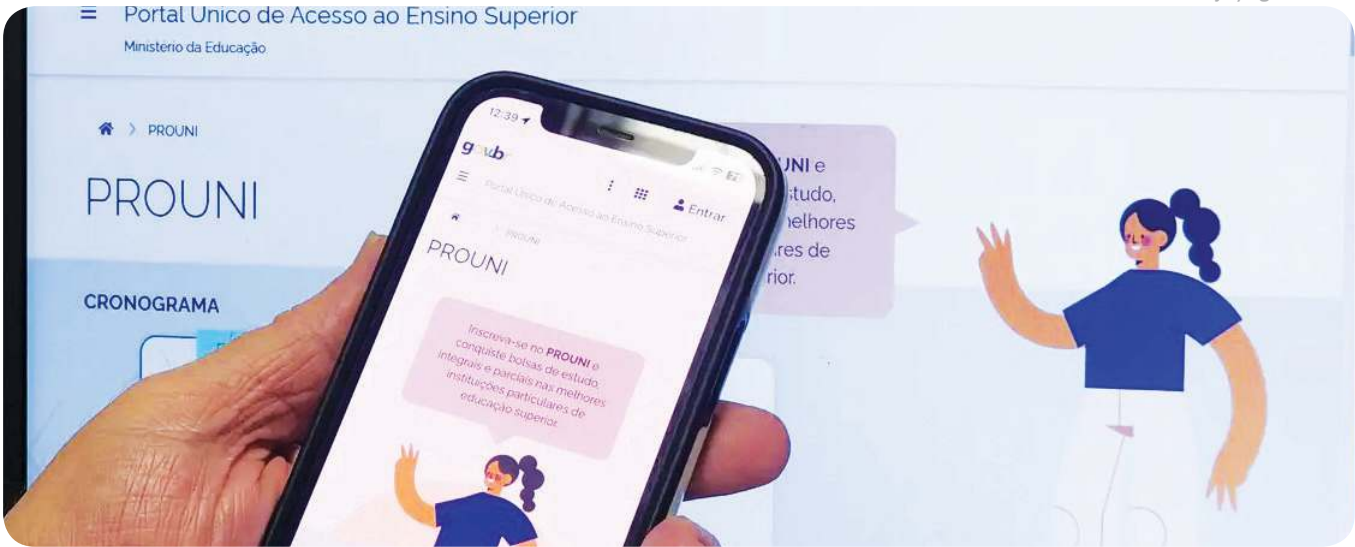 Portal Único de Acesso ao Ensino Superior
Ministério da Educação
PROUNI
PROUNI
CRONOGRAMA
UNI e
studo,
elhores
res de
rior.
12:39
gov.b
Entrar
Portal Único de Acesso ao Ensino Superior
PROUNI
PROUNI
Inscreva-se no PROUNI e
conquiste bolsas de estudo
integrais e parciais nas melhores
instituições particulares de
educação superior.